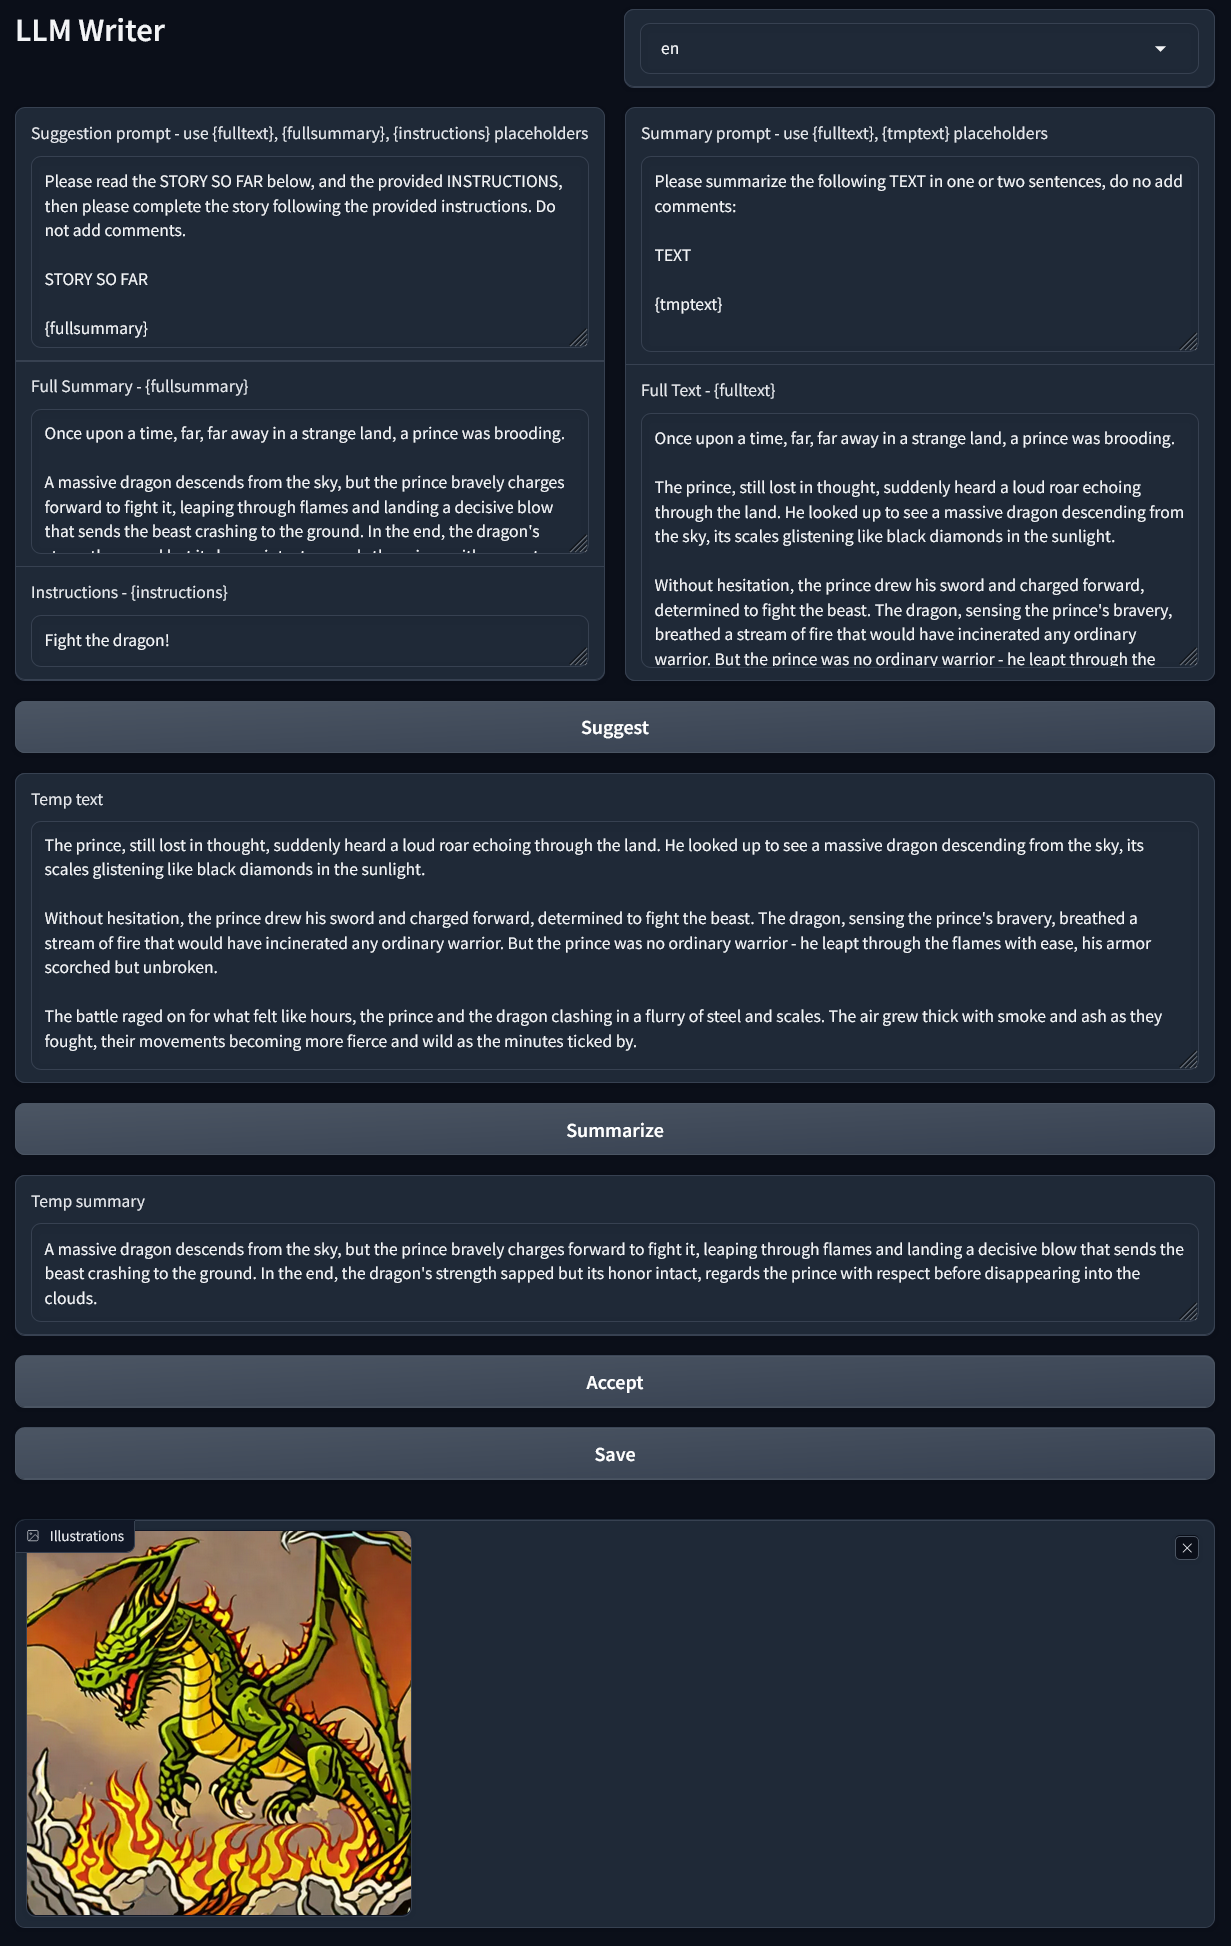 LLM Writer
en
Suggestion prompt - use {fulltext}, {fullsummary}, {instructions} placeholders
Please read the STORY SO FAR below, and the provided INSTRUCTIONS,
then please complete the story following the provided instructions. Do
not add comments.
STORY SO FAR
{fullsummary}
Summary prompt - use {fulltext}, {tmptext} placeholders
Please summarize the following TEXT in one or two sentences, do no add
comments:
TEXT
{tmptext}
Full Summary - {fullsummary}
Once upon a time, far, far away in a strange land, a prince was brooding.
A massive dragon descends from the sky, but the prince bravely charges
forward to fight it, leaping through flames and landing a decisive blow
that sends the beast crashing to the ground. In the end, the dragon's
Instructions - {instructions}
Fight the dragon!
Full Text - {fulltext}
Once upon a time, far, far away in a strange land, a prince was brooding.
The prince, still lost in thought, suddenly heard a loud roar echoing
through the land. He looked up to see a massive dragon descending from
the sky, its scales glistening like black diamonds in the sunlight.
Without hesitation, the prince drew his sword and charged forward,
determined to fight the beast. The dragon, sensing the prince's bravery,
breathed a stream of fire that would have incinerated any ordinary
warrior. But the prince was no ordinary warrior - he leapt through the
Suggest
Temp text
The prince, still lost in thought, suddenly heard a loud roar echoing through the land. He looked up to see a massive dragon descending from the sky, its
scales glistening like black diamonds in the sunlight.
Without hesitation, the prince drew his sword and charged forward, determined to fight the beast. The dragon, sensing the prince's bravery, breathed a
stream of fire that would have incinerated any ordinary warrior. But the prince was no ordinary warrior - he leapt through the flames with ease, his armor
scorched but unbroken.
The battle raged on for what felt like hours, the prince and the dragon clashing in a flurry of steel and scales. The air grew thick with smoke and ash as they
fought, their movements becoming more fierce and wild as the minutes ticked by.
Summarize
Temp summary
A massive dragon descends from the sky, but the prince bravely charges forward to fight it, leaping through flames and landing a decisive blow that sends the
beast crashing to the ground. In the end, the dragon's strength sapped but its honor intact, regards the prince with respect before disappearing into the
clouds.
Accept
Save
Illustrations